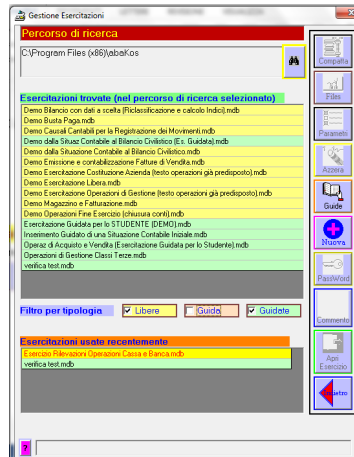 Gestione Esercitazioni
Percorso di ricerca
C:\Program Files (x86)\abaKos
Esercitazioni trovate (nel percorso di ricerca selezionato)
Demo Bilancio con dati a scelta (Riclassificazione e calcolo Indici).mdb
Demo Busta Paga.mdb
Demo Causali Contabili per la Registrazione dei Movimenti.mdb
Demo dalla Situaz Contabile al Bilancio Civilistico (Es. Guidata).mdb
Demo dalla Situazione Contabile al Bilancio Civilistico.mdb
Demo Emissione e contabilizzazione Fatture di Vendita.mdb
Demo Esercitazione Costituzione Azienda (testo operazioni già predisposto).mdb
Demo Esercitazione Libera.mdb
Demo Esercitazione Operazioni di Gestione (testo operazioni già predisposto).mdb
Demo Magazzino e Fatturazione.mdb
Demo Operazioni Fine Esercizio (chiusura conti).mdb
Esercitazione Guidata per lo STUDENTE (DEMO).mdb
Inserimento Guidato di una Situazione Contabile Iniziale.mdb
Operaz di Acquisto e Vendita (Esercitazione Guidata per lo Studente).mdb
Operazioni di Gestione Classi Terze.mdb
verifica test.mdb
Filtro per tipologia
Libere
Guida
Guidate
Esercitazioni usate recentemente
Esercizio Rilevazioni Operazioni Cassa e Banca.mdb
verifica test.mdb
?
Compatta
Files
Parametri
Azzera
Guide
Nuova
PassWord
Commento
Apri
Esercizio